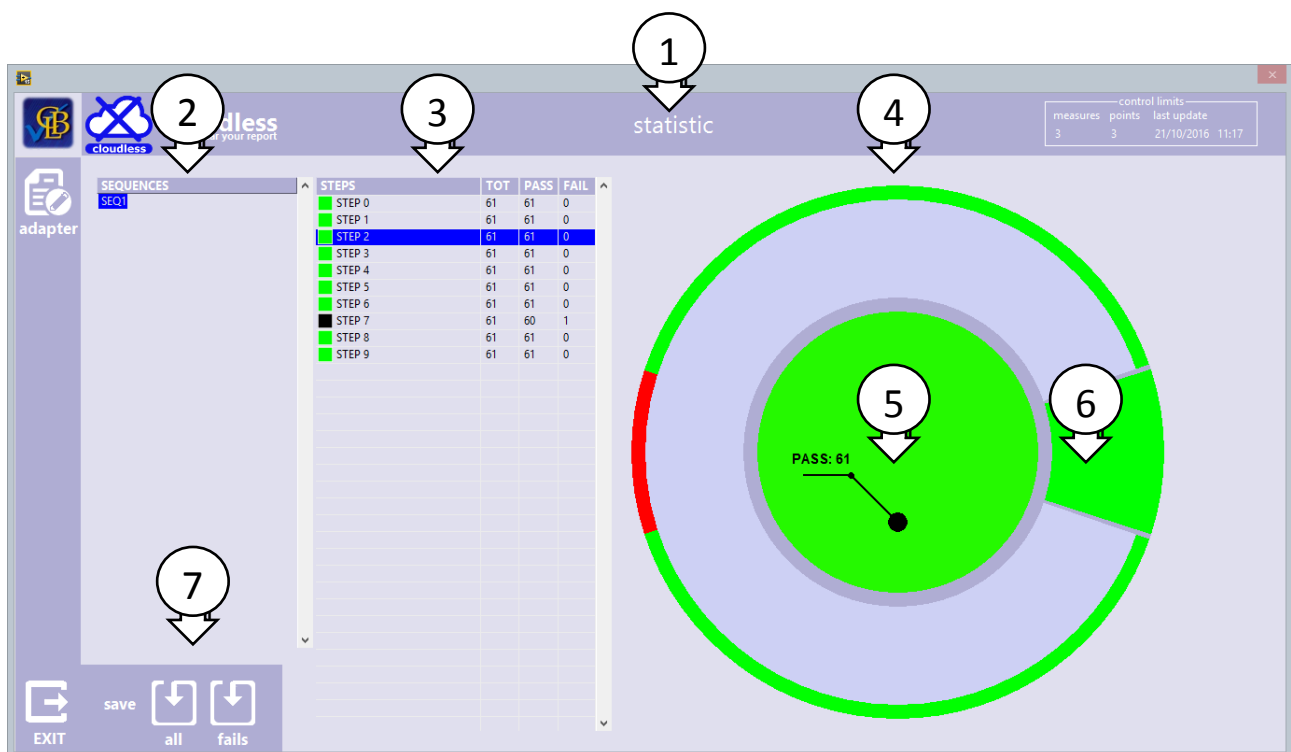 1
2
3
4
cloudless
dless
r your report
statistic
control limits
measures points last update
3 3 21/10/2016 11:17
adapter
SEQUENCES
SEQ1
STEPS TOT PASS FAIL
STEP 0 61 61 0
STEP 1 61 61 0
STEP 2 61 61 0
STEP 3 61 61 0
STEP 4 61 61 0
STEP 5 61 61 0
STEP 6 61 61 0
STEP 7 61 60 1
STEP 8 61 61 0
STEP 9 61 61 0
5
6
PASS: 61
7
save
all fails
EXIT